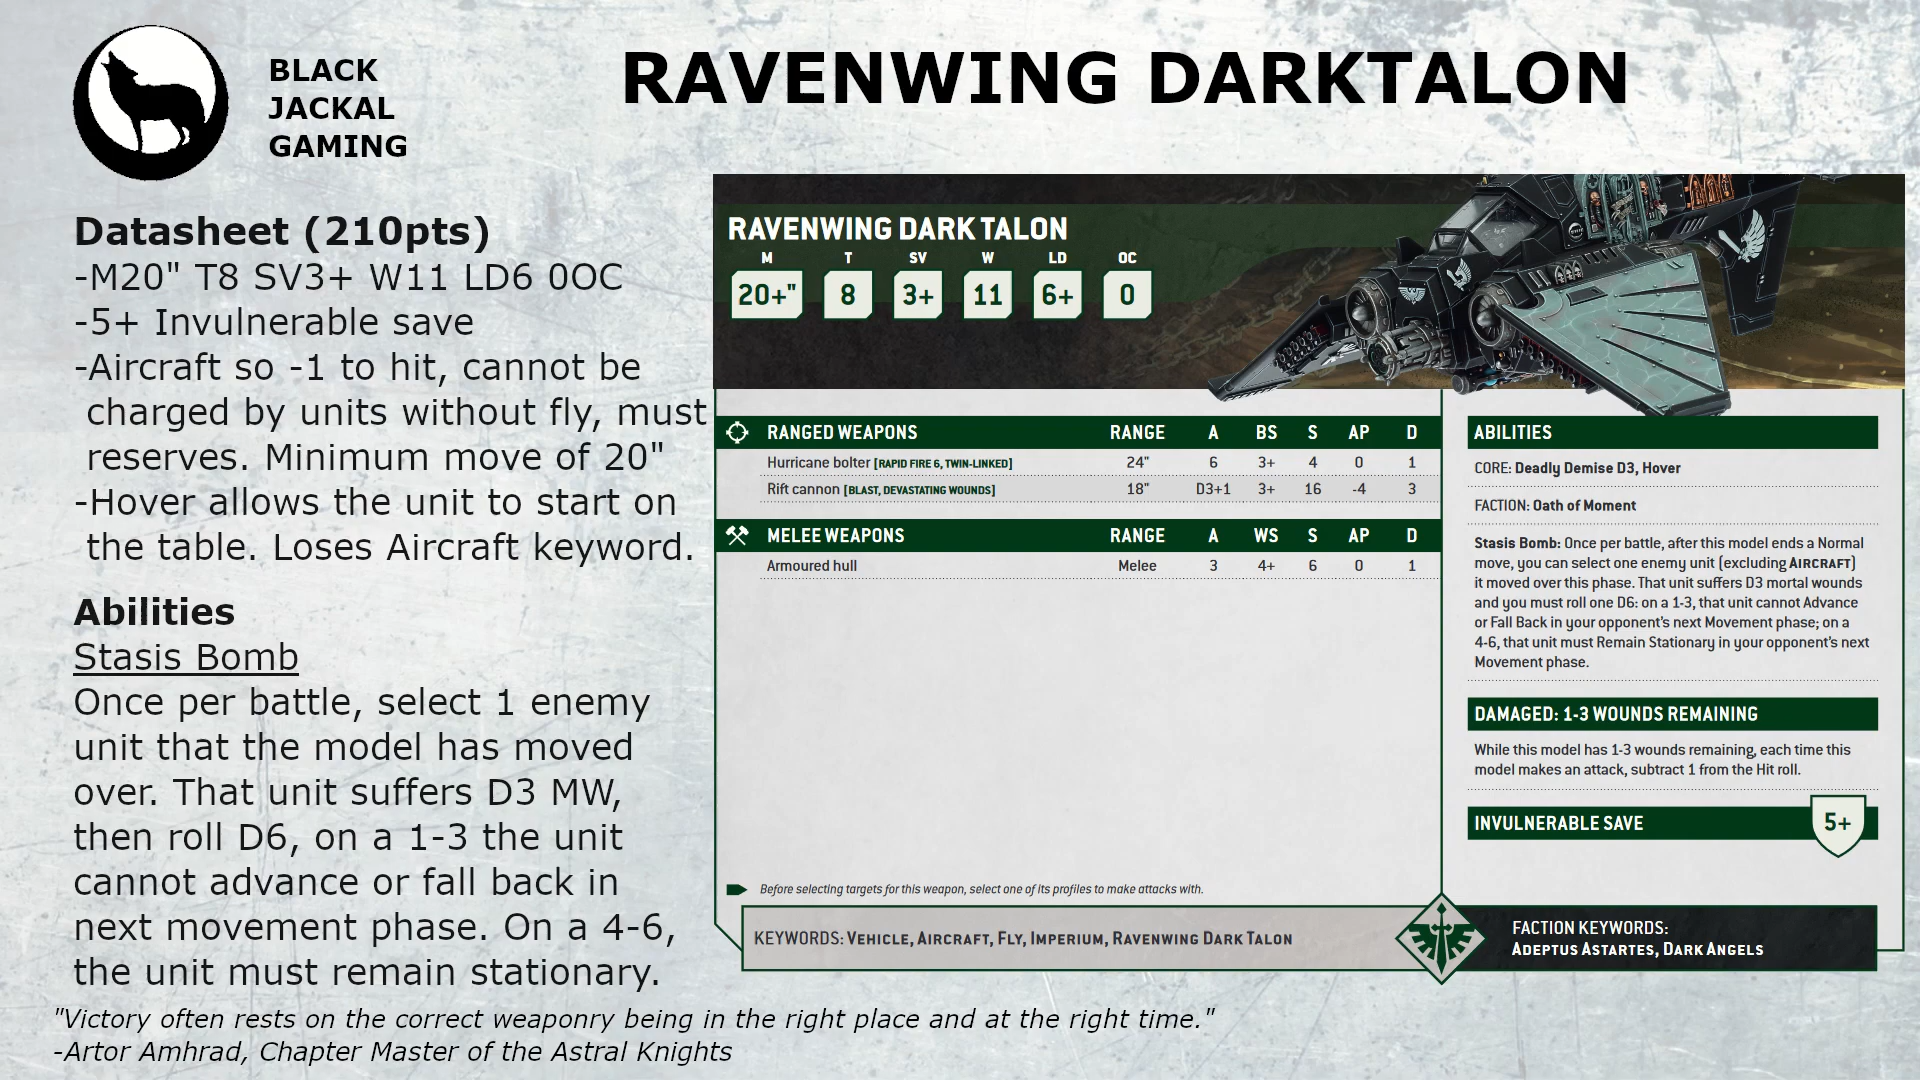 BLACK
JACKAL
GAMING
RAVENWING DARKTALON
Datasheet (210pts)
-M20" T8 SV3+ W11 LD6 0OC
-5+ Invulnerable save
-Aircraft so -1 to hit, cannot be
charged by units without fly, must
reserves. Minimum move of 20"
-Hover allows the unit to start on
the table. Loses Aircraft keyword.
Abilities
Stasis Bomb
Once per battle, select 1 enemy
unit that the model has moved
over. That unit suffers D3 MW,
then roll D6, on a 1-3 the unit
cannot advance or fall back in
next movement phase. On a 4-6,
the unit must remain stationary.
RAVENWING DARK TALON
M T SV W LD OC
20+" 8 3+ 11 6+ 0
RANGED WEAPONS RANGE A BS S AP D
Hurricane bolter [RAPID FIRE 6, TWIN-LINKED] 24" 6 3+ 4 0 1
Rift cannon [BLAST, DEVASTATING WOUNDS] 18" D3+1 3+ 16 -4 3
MELEE WEAPONS RANGE A WS S AP D
Armoured hull Melee 3 4+ 6 0 1
ABILITIES
CORE: Deadly Demise D3, Hover
FACTION: Oath of Moment
Stasis Bomb: Once per battle, after this model ends a Normal
move, you can select one enemy unit (excluding AIRCRAFT)
it moved over this phase. That unit suffers D3 mortal wounds
and you must roll one D6: on a 1-3, that unit cannot Advance
or Fall Back in your opponent's next Movement phase; on a
4-6, that unit must Remain Stationary in your opponent's next
Movement phase.
DAMAGED: 1-3 WOUNDS REMAINING
While this model has 1-3 wounds remaining, each time this
model makes an attack, subtract 1 from the Hit roll.
INVULNERABLE SAVE 5+
Before selecting targets for this weapon, select one of its profiles to make attacks with.
KEYWORDS: VEHICLE, AIRCRAFT, FLY, IMPERIUM, RAVENWING DARK TALON
FACTION KEYWORDS:
ADEPTUS ASTARTES, DARK ANGELS
"Victory often rests on the correct weaponry being in the right place and at the right time."
-Artor Amhrad, Chapter Master of the Astral Knights